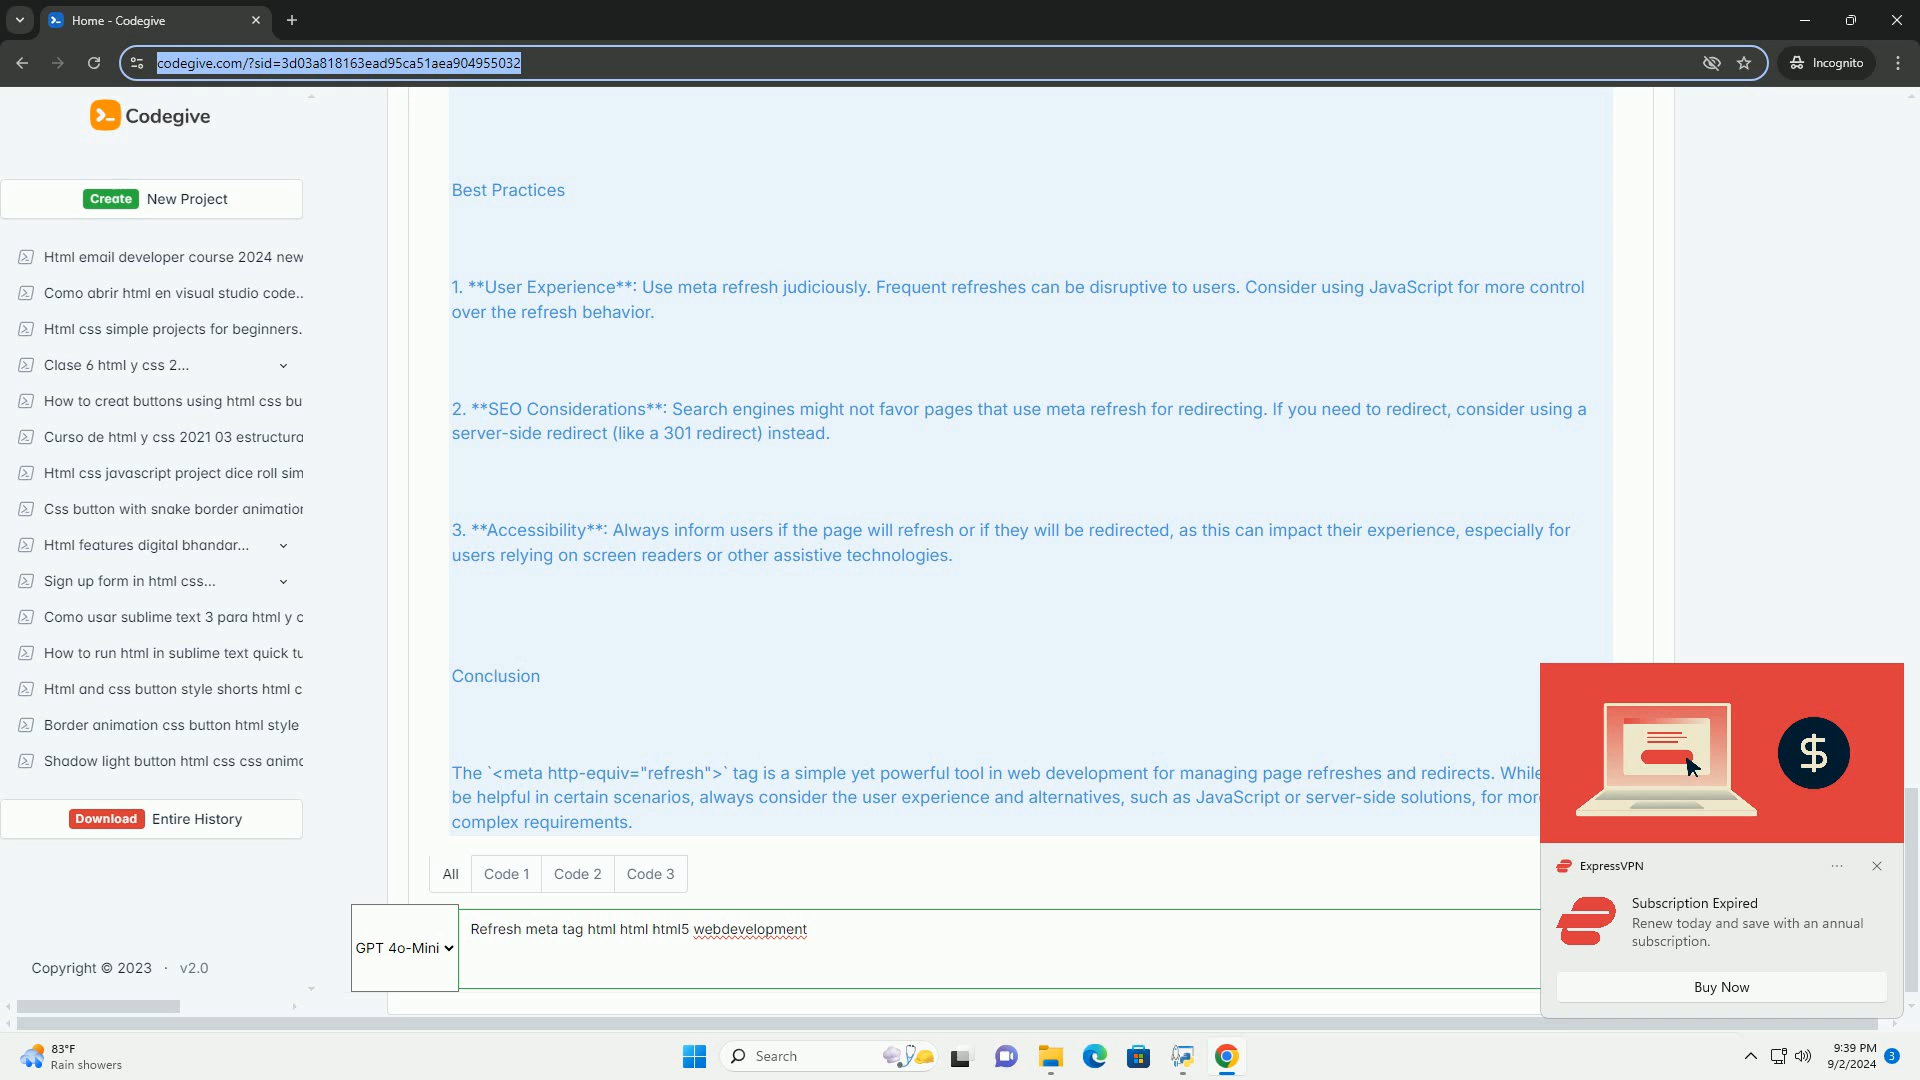 Home - Codegive
codegive.com/?sid=3d03a818163ead95ca51aea904955032
Incognito
Codegive
Create New Project
Html email developer course 2024 new
Como abrir html en visual studio code..
Html css simple projects for beginners.
Clase 6 html y css 2...
How to creat buttons using html css bu
Curso de html y css 2021 03 estructura
Html css javascript project dice roll sim
Css button with snake border animation
Html features digital bhandar...
Sign up form in html css...
Como usar sublime text 3 para html y c
How to run html in sublime text quick tu
Html and css button style shorts html c
Border animation css button html style
Shadow light button html css css anima
Download Entire History
Copyright © 2023 · v2.0
Best Practices
1. **User Experience**: Use meta refresh judiciously. Frequent refreshes can be disruptive to users. Consider using JavaScript for more control
over the refresh behavior.
2. **SEO Considerations**: Search engines might not favor pages that use meta refresh for redirecting. If you need to redirect, consider using a
server-side redirect (like a 301 redirect) instead.
3. **Accessibility**: Always inform users if the page will refresh or if they will be redirected, as this can impact their experience, especially for
users relying on screen readers or other assistive technologies.
Conclusion
The `<meta http-equiv="refresh">` tag is a simple yet powerful tool in web development for managing page refreshes and redirects. While
be helpful in certain scenarios, always consider the user experience and alternatives, such as JavaScript or server-side solutions, for more
complex requirements.
All Code 1 Code 2 Code 3
GPT 4o-Mini
Refresh meta tag html html html5 webdevelopment
$
ExpressVPN
Subscription Expired
Renew today and save with an annual
subscription.
Buy Now
83°F
Rain showers
Search
9:39 PM
9/2/2024
3